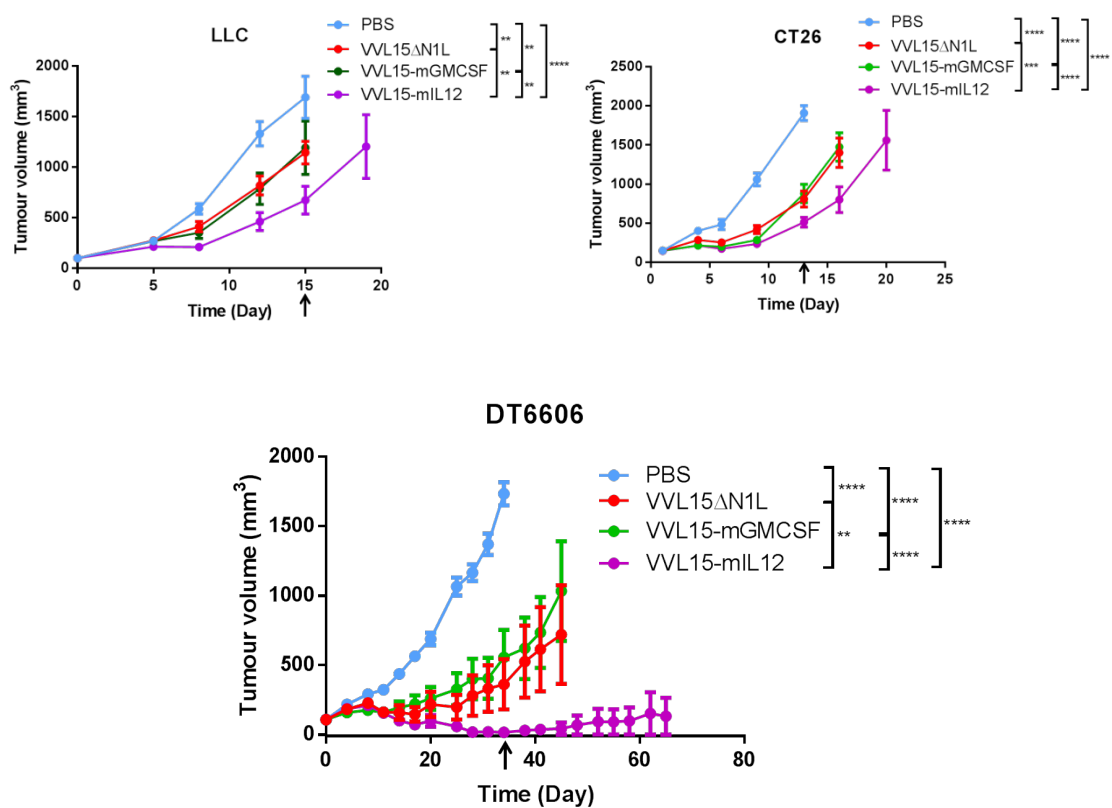 LLC
PBS
VVL15ΔN1L
VVL15-mGMCSF
VVL15-mIL12
**
**
**
**
****
Tumour volume (mm³)
2000
1500
1000
500
0
0 5 10 15 20
Time (Day)
CT26
PBS
VVL15ΔN1L
VVL15-mGMCSF
VVL15-mIL12
****
***
****
****
****
Tumour volume (mm³)
2500
2000
1500
1000
500
0
0 5 10 15 20 25
Time (Day)
DT6606
PBS
VVL15ΔN1L
VVL15-mGMCSF
VVL15-mIL12
****
**
****
****
****
Tumour volume (mm³)
2000
1500
1000
500
0
0 20 40 60 80
Time (Day)